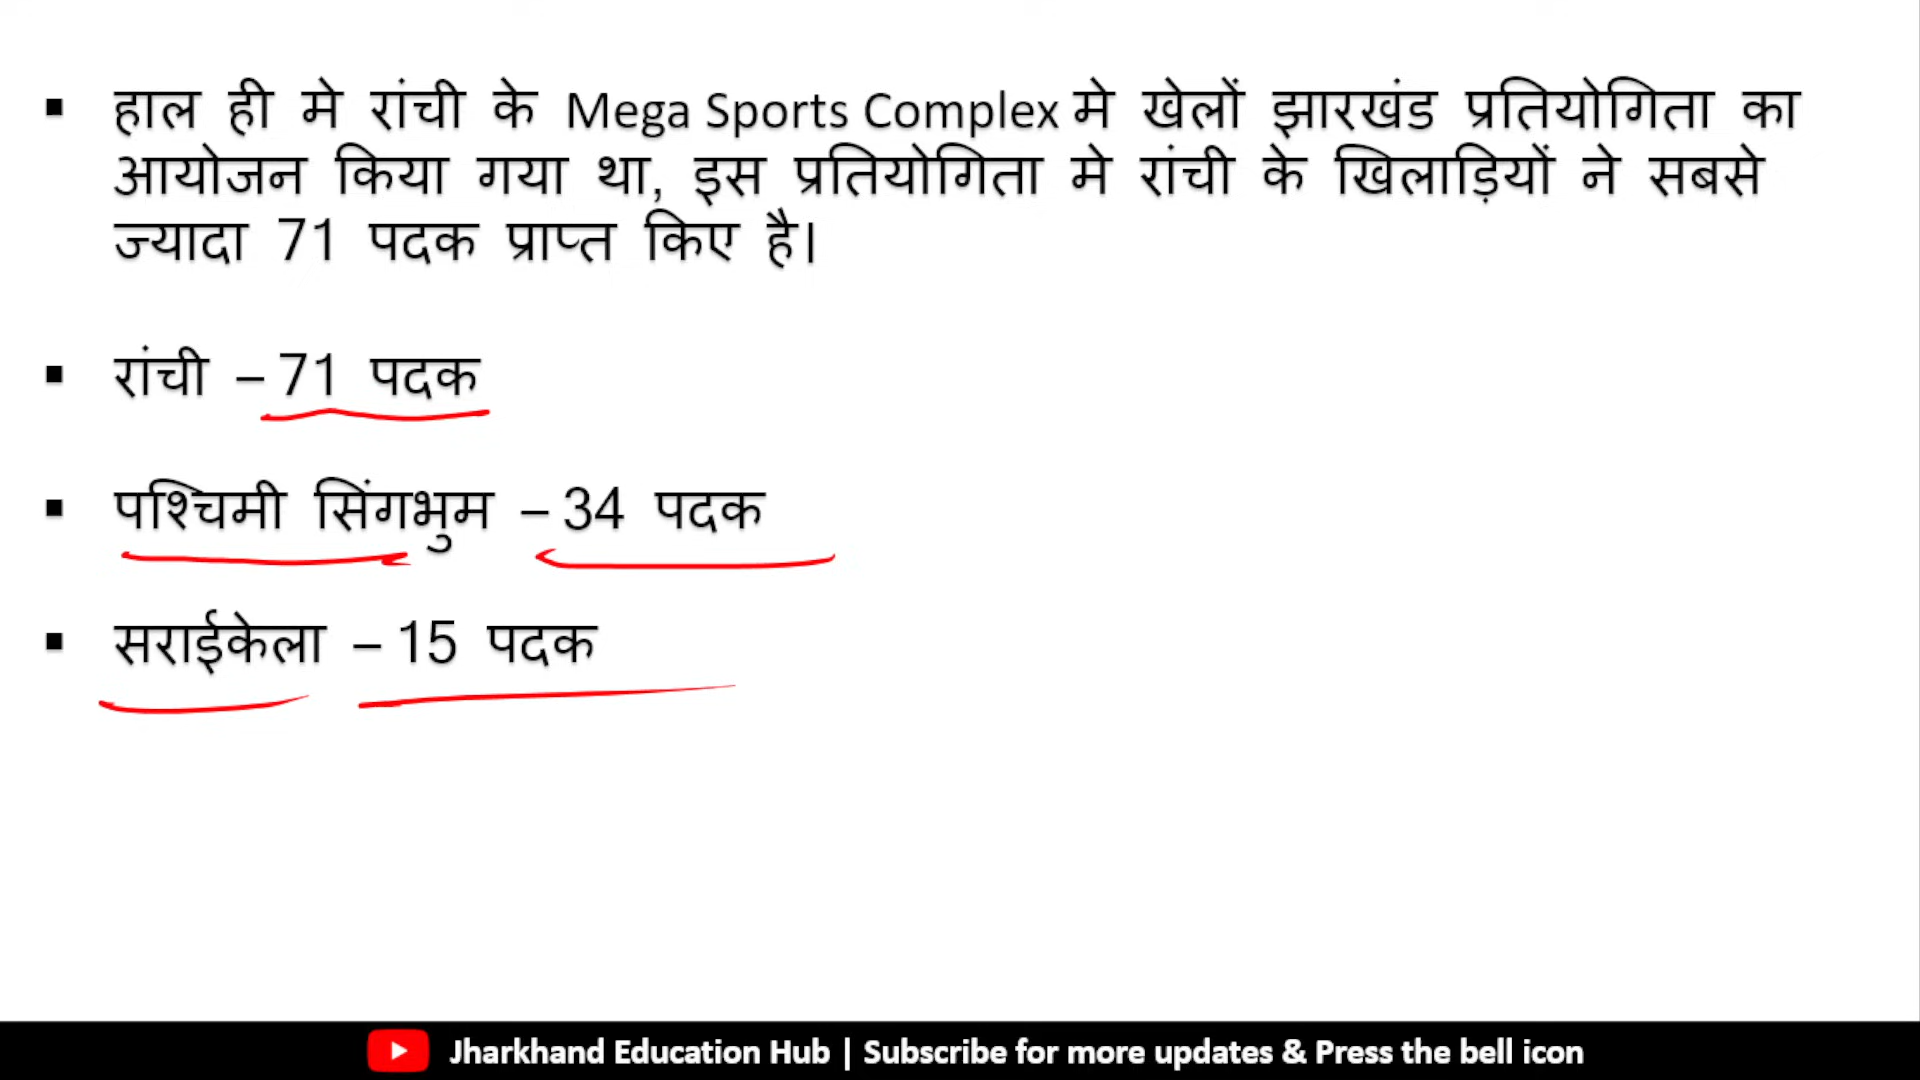 ▪ हाल ही मे रांची के Mega Sports Complex मे खेलों झारखंड प्रतियोगिता का
आयोजन किया गया था, इस प्रतियोगिता मे रांची के खिलाड़ियों ने सबसे
ज्यादा 71 पदक प्राप्त किए है।
▪ रांची – 71 पदक
▪ पश्चिमी सिंगभुम – 34 पदक
▪ सराईकेला – 15 पदक
Jharkhand Education Hub | Subscribe for more updates & Press the bell icon